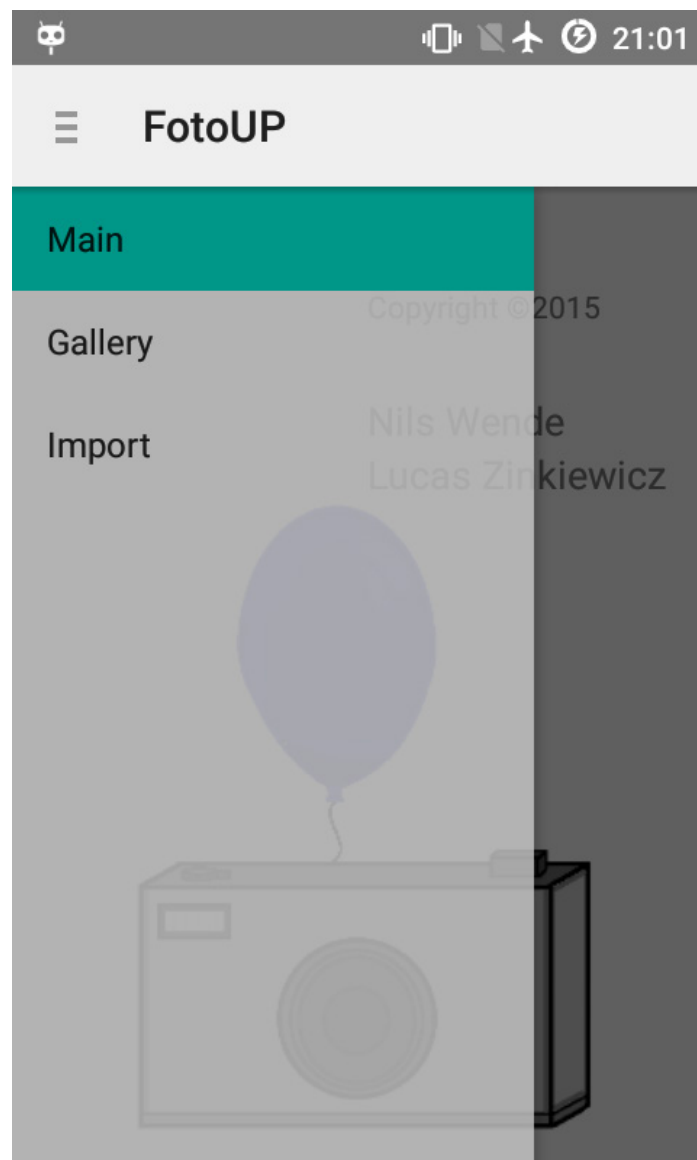 21:01
FotoUP
Main
Copyright ©2015
Gallery
Nils Wende
Import
Lucas Zinkiewicz